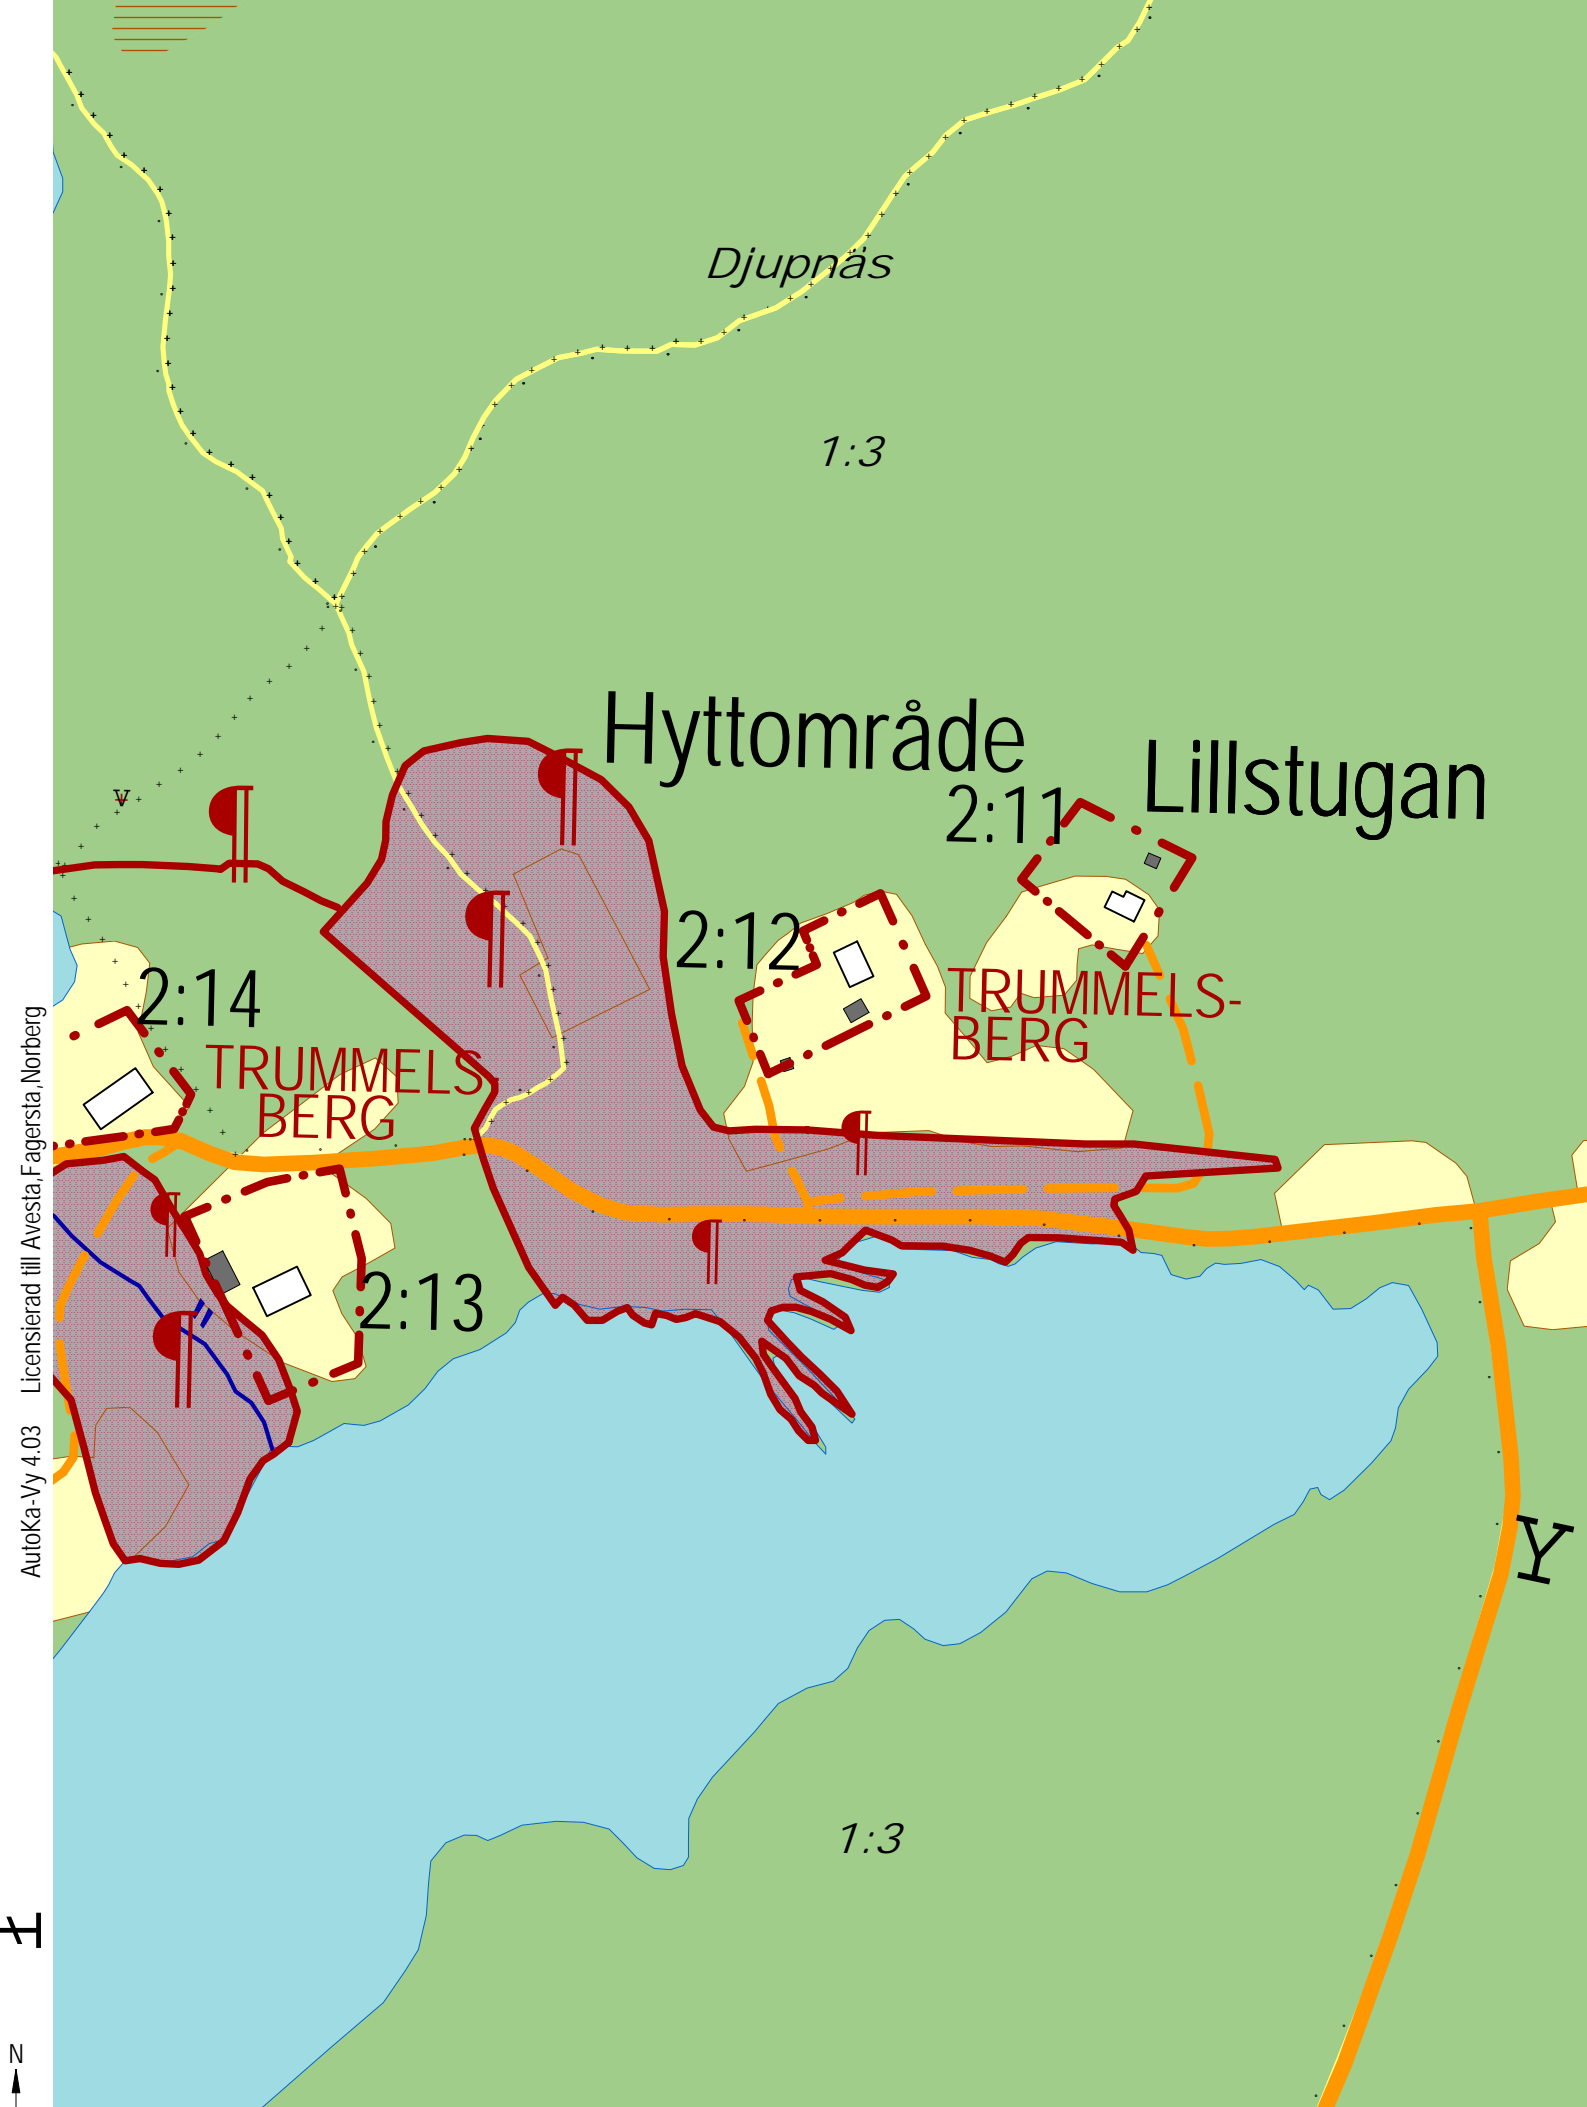 Djupnäs
1:3
Hyttområde
Lillstugan
2:11
V
2:12
2:14
TRUMMELS-
BERG
TRUMMELS-
BERG
2:13
Y
1:3
AutoKa-Vy 4.03 Licensierad till Avesta,Fagersta,Norberg
N